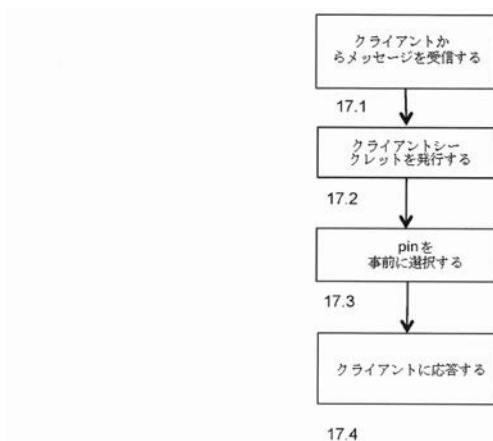 クライアントか
らメッセージを受信する
17.1
クライアントシー
クレットを発行する
17.2
pinを
事前に選択する
17.3
クライアントに応答する
17.4